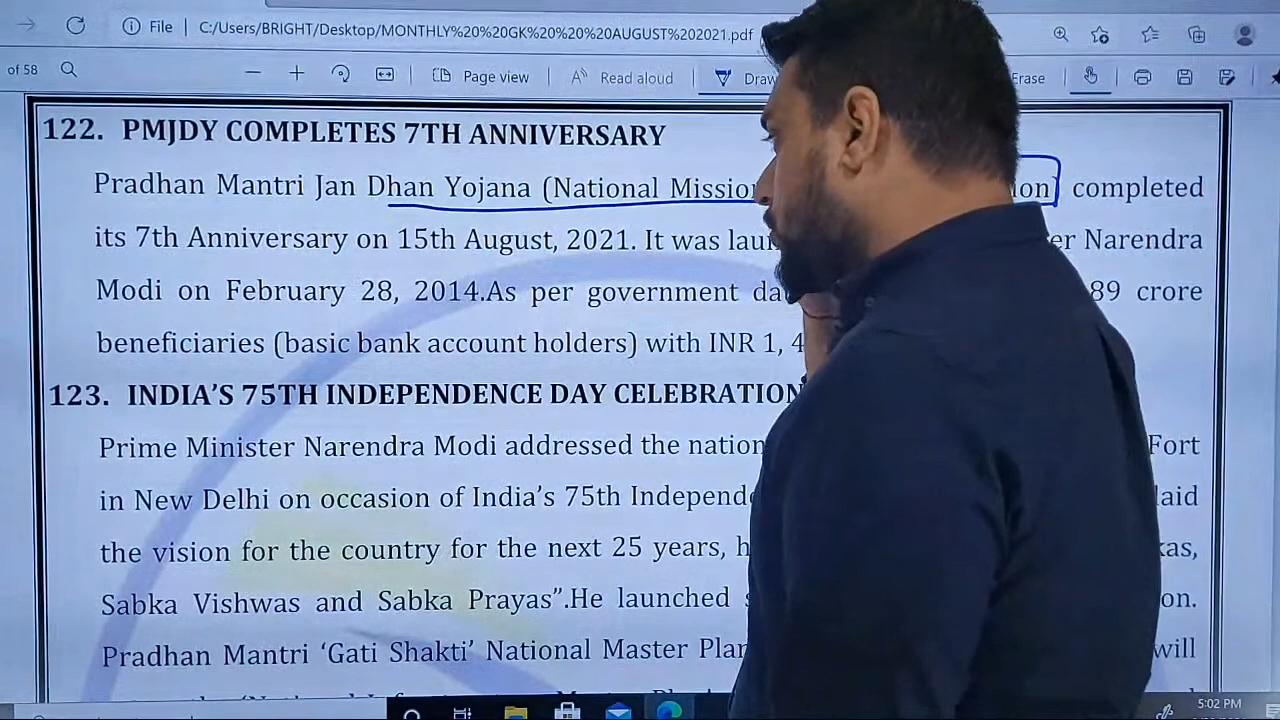 File C:/Users/BRIGHT/Desktop/MONTHLY%20%20GK%20%20%20AUGUST%202021.pdf
of 58 Page view Read aloud Draw Erase
122. PMJDY COMPLETES 7TH ANNIVERSARY
Pradhan Mantri Jan Dhan Yojana (National Mission ion) completed
its 7th Anniversary on 15th August, 2021. It was laun er Narendra
Modi on February 28, 2014.As per government da 89 crore
beneficiaries (basic bank account holders) with INR 1, 4
123. INDIA'S 75TH INDEPENDENCE DAY CELEBRATION
Prime Minister Narendra Modi addressed the nation Fort
in New Delhi on occasion of India's 75th Independe laid
the vision for the country for the next 25 years, h kas,
Sabka Vishwas and Sabka Prayas".He launched on.
Pradhan Mantri 'Gati Shakti' National Master Plan will
5:02 PM